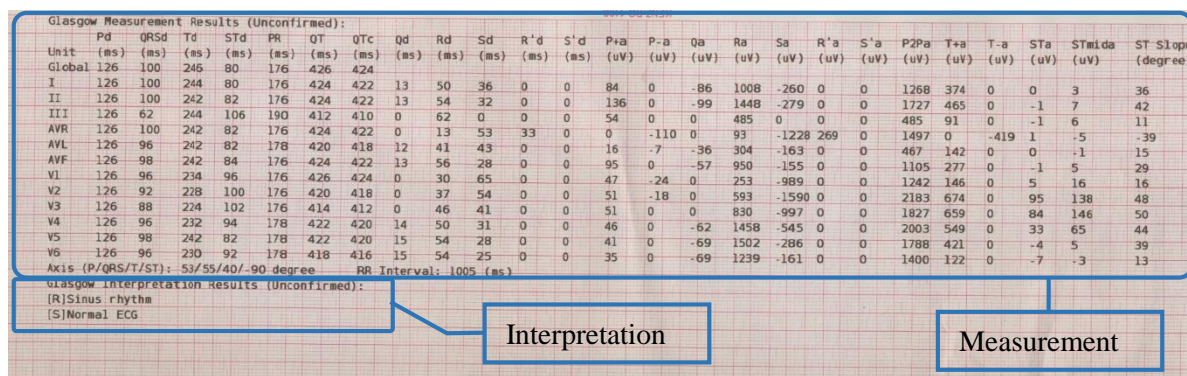 Glasgow Measurement Results (Unconfirmed):
Pd QRSd Td STd PR QT QTc Qd Rd Sd R'd S'd P+a P-a Qa Ra Sa R'a S'a P2Pa T+a T-a STa STmida ST Slop
Unit (ms) (ms) (ms) (ms) (ms) (ms) (ms) (ms) (ms) (ms) (ms) (ms) (uV) (uV) (uV) (uV) (uV) (uV) (uV) (uV) (uV) (uV) (uV) (uV) (degree
Global 126 100 246 80 176 426 424
I 126 100 244 80 176 424 422 13 50 36 0 0 84 0 -86 1008 -260 0 0 1268 374 0 0 3 36
II 126 100 242 82 176 424 422 13 54 32 0 0 136 0 -99 1448 -279 0 0 1727 465 0 -1 7 42
III 126 62 244 106 190 412 410 0 62 0 0 0 54 0 0 485 0 0 0 485 91 0 -1 6 11
AVR 126 100 242 82 176 424 422 0 13 53 33 0 0 -110 0 93 -1228 269 0 1497 0 -419 1 -5 -39
AVL 126 96 242 82 178 420 418 12 41 43 0 0 16 -7 -36 304 -163 0 0 467 142 0 0 -1 15
AVF 126 98 242 84 176 424 422 13 56 28 0 0 95 0 -57 950 -155 0 0 1105 277 0 -1 5 29
V1 126 96 234 96 176 426 424 0 30 65 0 0 47 -24 0 253 -989 0 0 1242 146 0 5 16 16
V2 126 92 228 100 176 420 418 0 37 54 0 0 51 -18 0 593 -1590 0 0 2183 674 0 95 138 48
V3 126 88 224 102 176 414 412 0 46 41 0 0 51 0 0 830 -997 0 0 1827 659 0 84 146 50
V4 126 96 232 94 178 422 420 14 50 31 0 0 46 0 -62 1458 -545 0 0 2003 549 0 33 65 44
V5 126 98 242 82 178 422 420 15 54 28 0 0 41 0 -69 1502 -286 0 0 1788 421 0 -4 5 39
V6 126 96 230 92 178 418 416 15 54 25 0 0 35 0 -69 1239 -161 0 0 1400 122 0 -7 -3 13
Axis (P/QRS/T/ST): 53/55/40/-90 degree RR Interval: 1005 (ms)
Glasgow Interpretation Results (Unconfirmed):
[R]Sinus rhythm
[S]Normal ECG
Interpretation
Measurement